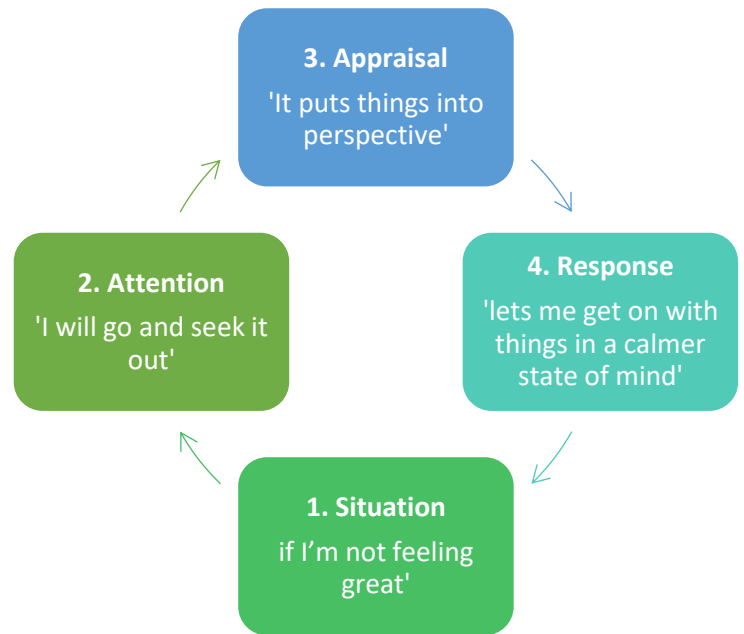 3. Appraisal
'It puts things into
perspective'
2. Attention
'I will go and seek it
out'
4. Response
'lets me get on with
things in a calmer
state of mind'
1. Situation
if I’m not feeling
great'